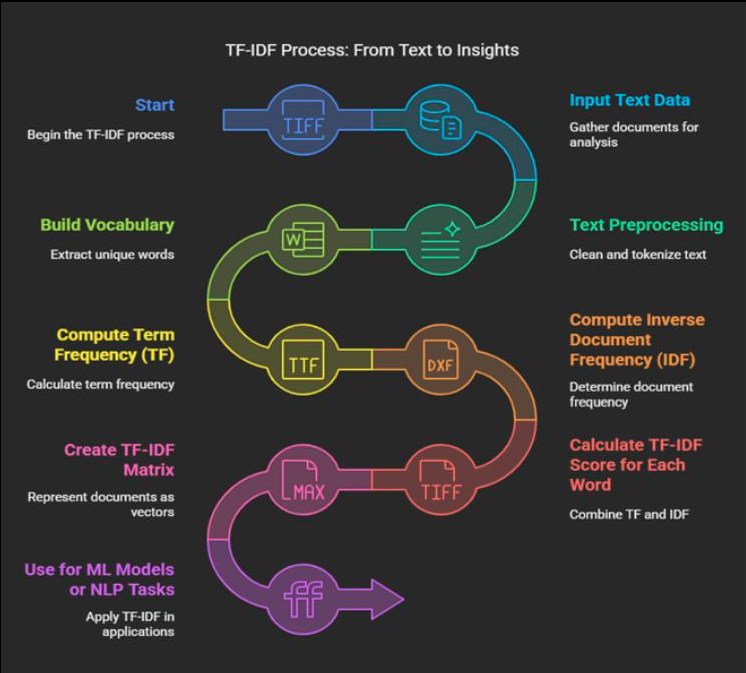 TF-IDF Process: From Text to Insights
Start
Begin the TF-IDF process
TIFF
Input Text Data
Gather documents for
analysis
Text Preprocessing
Clean and tokenize text
Build Vocabulary
Extract unique words
W
Compute Term
Frequency (TF)
Calculate term frequency
TTF
DXF
Compute Inverse
Document
Frequency (IDF)
Determine document
frequency
Calculate TF-IDF
Score for Each
Word
Combine TF and IDF
TIFF
MAX
Create TF-IDF
Matrix
Represent documents as
vectors
Use for ML Models
or NLP Tasks
Apply TF-IDF in
applications
ff